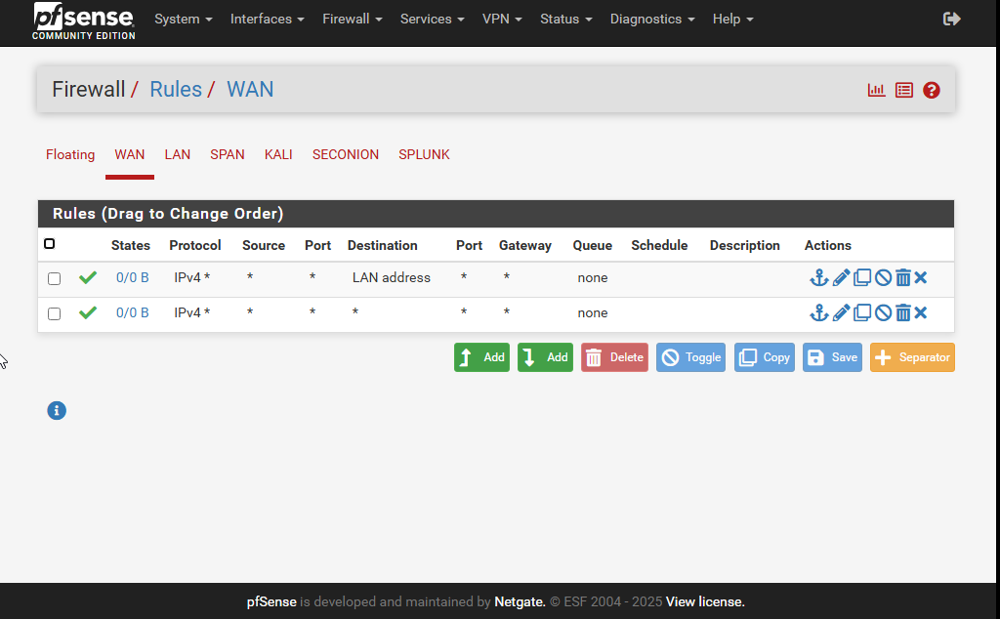 pfsense
COMMUNITY EDITION
System Interfaces Firewall Services VPN Status Diagnostics Help
Firewall / Rules / WAN
Floating WAN LAN SPAN KALI SECONION SPLUNK
Rules (Drag to Change Order)
States Protocol Source Port Destination Port Gateway Queue Schedule Description Actions
0/0 B IPv4 * * * LAN address * * none
0/0 B IPv4 * * * * * * none
Add Add Delete Toggle Copy Save Separator
pfSense is developed and maintained by Netgate. © ESF 2004 - 2025 View license.